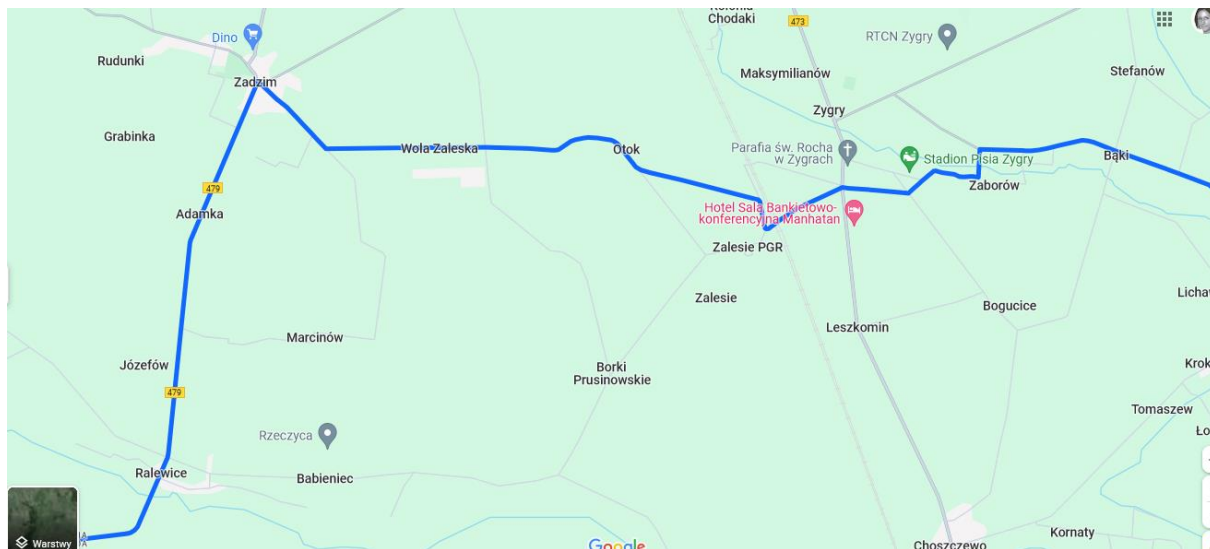 Kolonia
Chodaki
473
Dino
RTCN Zygry
Rudunki
Stefanów
Maksymilianów
Zadzim
Zygry
Grabinka
Wola Zaleska
Otok
Parafia św. Rocha
w Zygrach
Stadion Pisia Zygry
Bąki
Zaborów
479
Adamka
Hotel Sala Bankietowo-
konferencyjna Manhatan
Zalesie PGR
Zalesie
Bogucice
Licha
Leszkomin
Marcinów
Józefów
Borki
Prusinowskie
Krok
479
Tomaszew
Rzeczyca
Ło
Ralewice
Babieniec
Warstwy
Google
Choszczewo
Kornaty